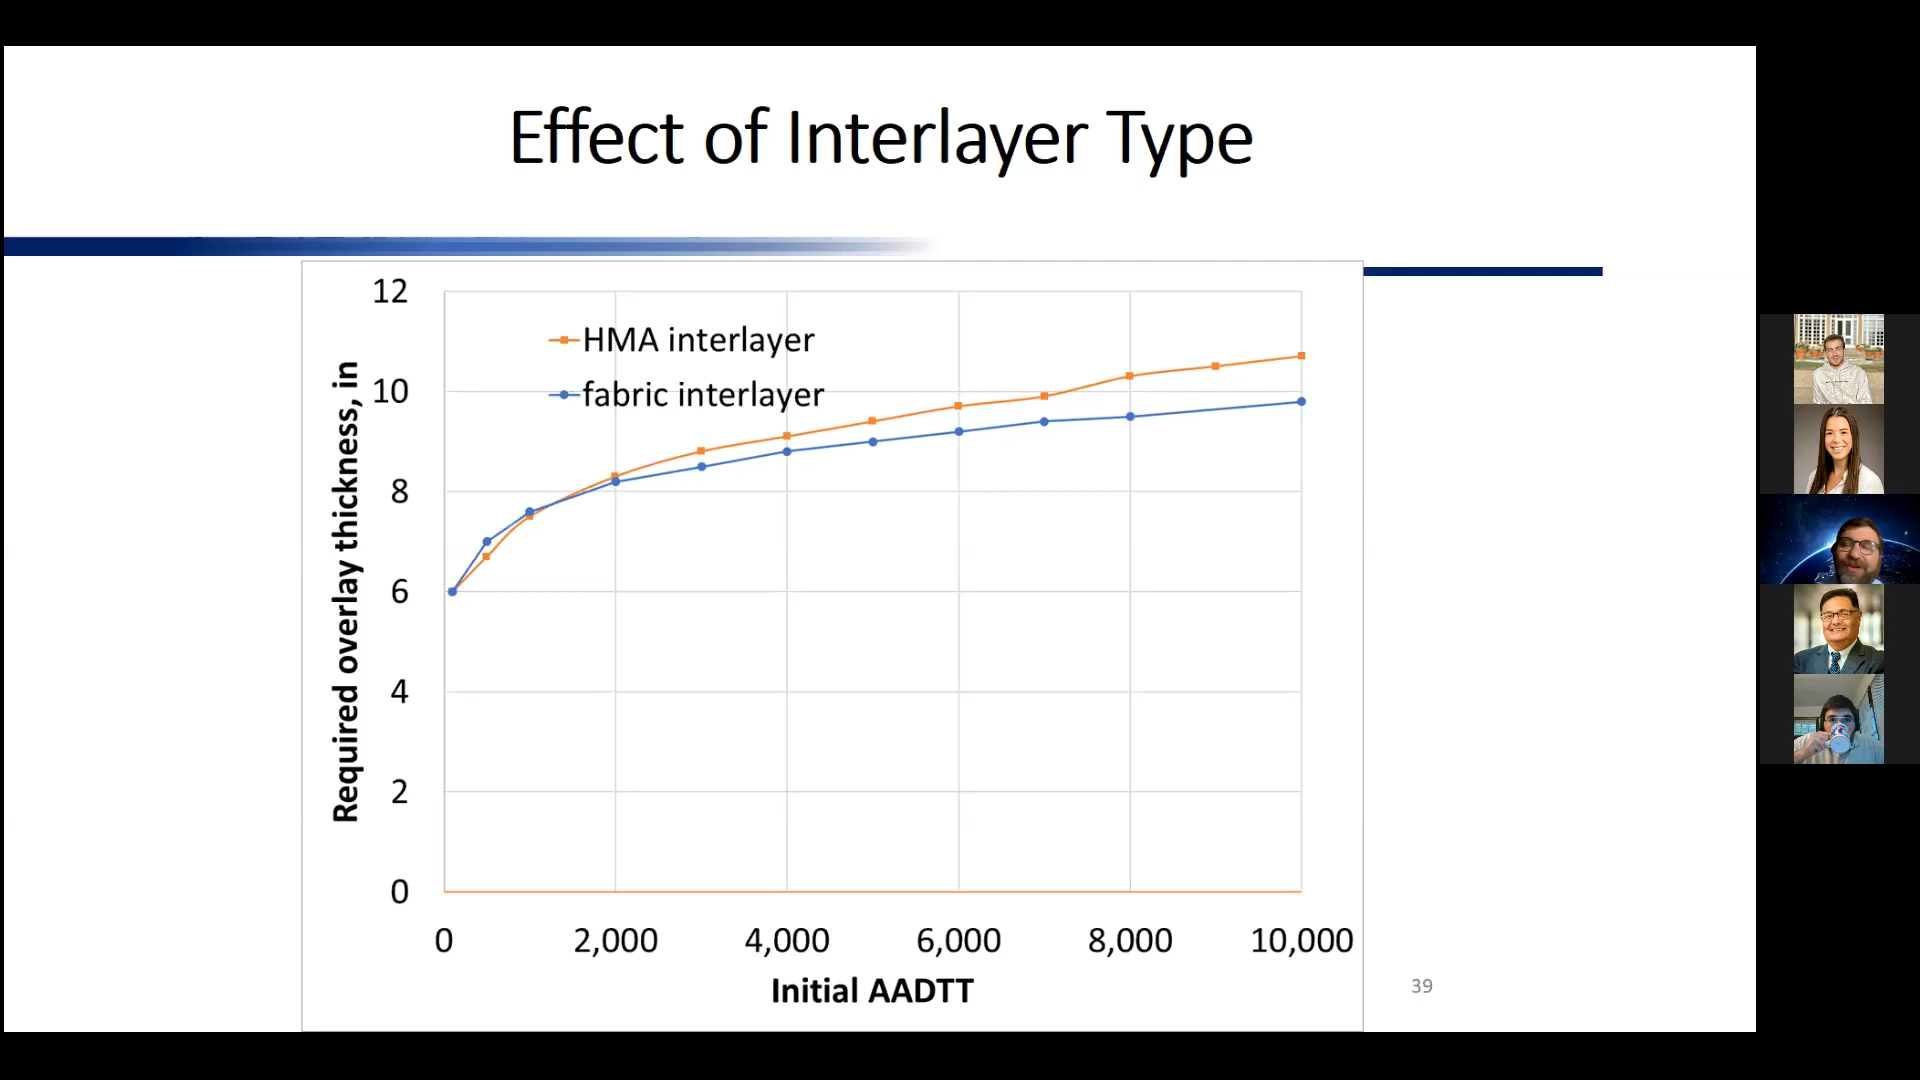 Effect of Interlayer Type
HMA interlayer
fabric interlayer
Required overlay thickness, in
12
10
8
6
4
2
0
0 2,000 4,000 6,000 8,000 10,000
Initial AADTT
39